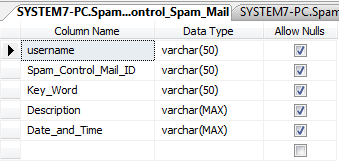 SYSTEM7-PC.Spam...ontrol_Spam_Mail SYSTEM7-PC.Spam
Column Name Data Type Allow Nulls
username varchar(50)
Spam_Control_Mail_ID varchar(50)
Key_Word varchar(50)
Description varchar(MAX)
Date_and_Time varchar(MAX)